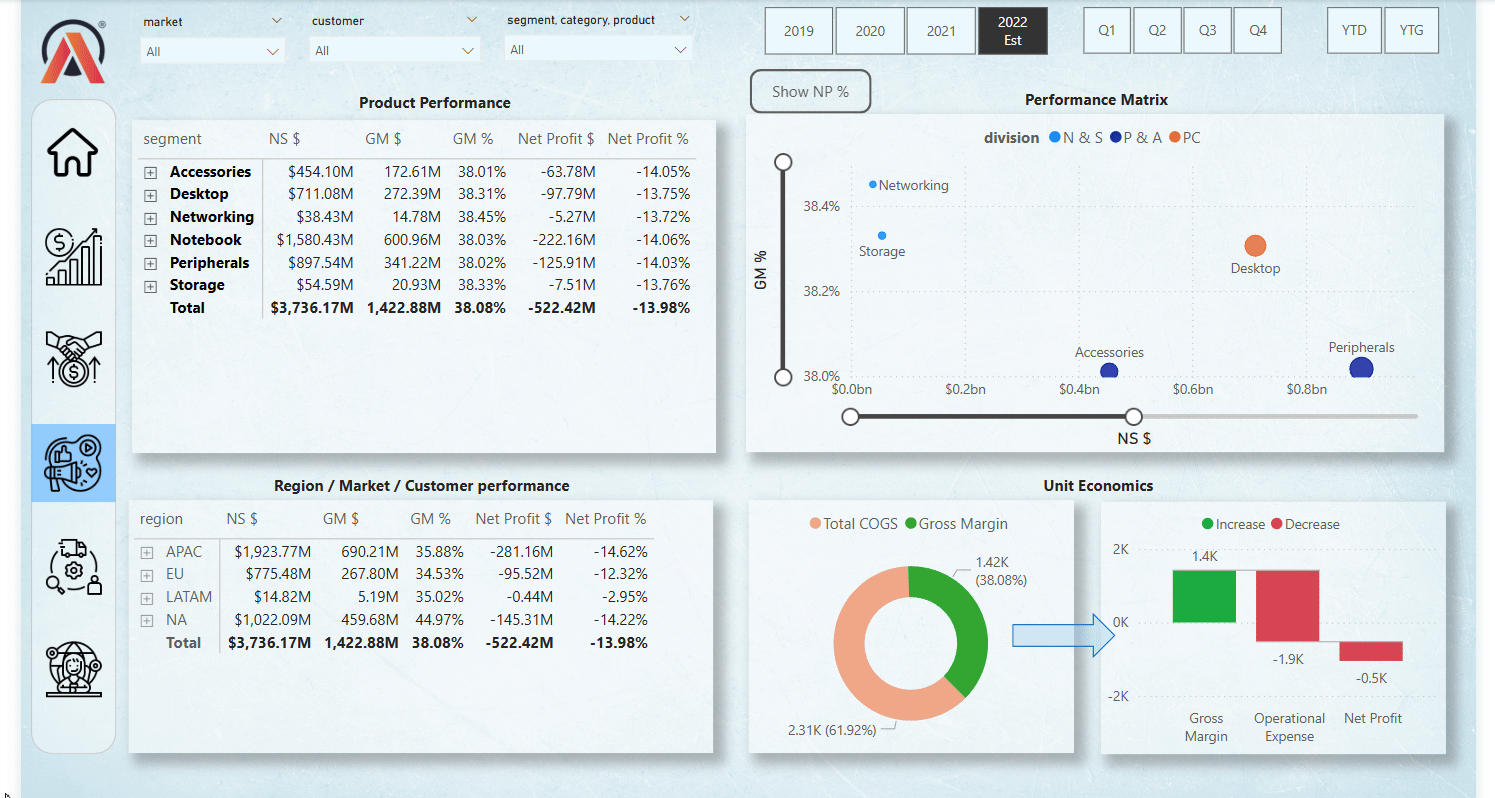 market
customer
segment, category, product
All
All
All
2019
2020
2021
2022
Est
Q1
Q2
Q3
Q4
YTD
YTG
Show NP %
Product Performance
segment NS $ GM $ GM % Net Profit $ Net Profit %
Accessories $454.10M 172.61M 38.01% -63.78M -14.05%
Desktop $711.08M 272.39M 38.31% -97.79M -13.75%
Networking $38.43M 14.78M 38.45% -5.27M -13.72%
Notebook $1,580.43M 600.96M 38.03% -222.16M -14.06%
Peripherals $897.54M 341.22M 38.02% -125.91M -14.03%
Storage $54.59M 20.93M 38.33% -7.51M -13.76%
Total $3,736.17M 1,422.88M 38.08% -522.42M -13.98%
Performance Matrix
division N & S P & A PC
GM %
38.4%
38.2%
38.0%
Networking
Storage
Desktop
Accessories
Peripherals
$0.0bn $0.2bn $0.4bn $0.6bn $0.8bn
NS $
Region / Market / Customer performance
region NS $ GM $ GM % Net Profit $ Net Profit %
APAC $1,923.77M 690.21M 35.88% -281.16M -14.62%
EU $775.48M 267.80M 34.53% -95.52M -12.32%
LATAM $14.82M 5.19M 35.02% -0.44M -2.95%
NA $1,022.09M 459.68M 44.97% -145.31M -14.22%
Total $3,736.17M 1,422.88M 38.08% -522.42M -13.98%
Unit Economics
Total COGS Gross Margin
1.42K
(38.08%)
2.31K (61.92%)
Increase Decrease
2K
0K
-2K
1.4K
-1.9K
-0.5K
Gross
Margin
Operational
Expense
Net Profit